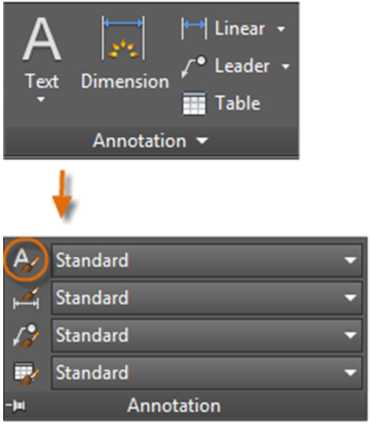 A
Text
Dimension
Linear
Leader
Table
Annotation
A
Standard
Standard
Standard
Standard
Annotation